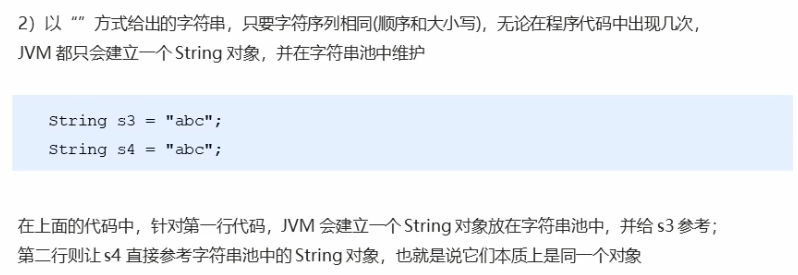 2）以“”方式给出的字符串，只要字符序列相同(顺序和大小写)，无论在程序代码中出现几次，
JVM 都只会建立一个 String 对象，并在字符串池中维护
String s3 = "abc";
String s4 = "abc";
在上面的代码中，针对第一行代码，JVM 会建立一个 String 对象放在字符串池中，并给 s3 参考；
第二行则让 s4 直接参考字符串池中的 String 对象，也就是说它们本质上是同一个对象